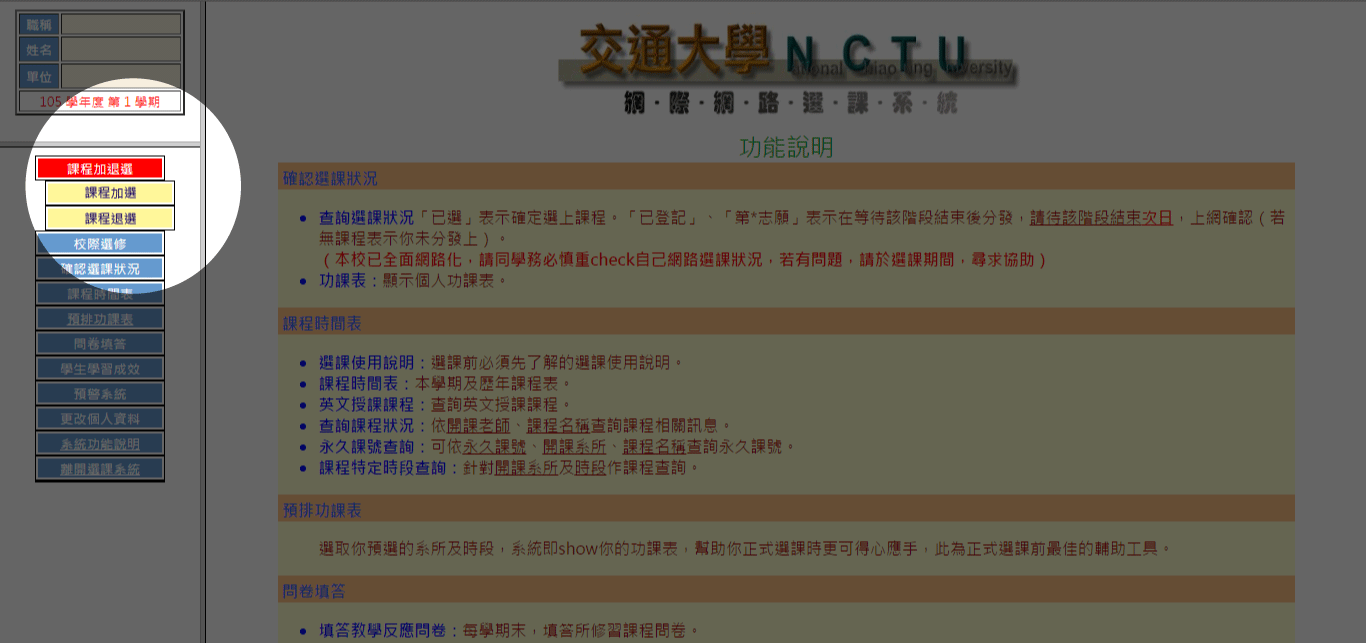 職稱
姓名
單位
105 學年度 第 1 學期
課程加退選
課程加選
課程退選
校際選修
確認選課狀況
課程時間表
預排功課表
問卷填答
學生學習成效
預警系統
更改個人資料
系統功能說明
離開選課系統
交通大學 NCTU
National Chiao Tung University
網·際·網·路·選·課·系·統
功能說明
確認選課狀況
查詢選課狀況「已選」表示確定選上課程。「已登記」、「第*志願」表示在等待該階段結束後分發，請待該階段結束次日，上網確認（若
無課程表示你未分發上）。
（本校已全面網路化，請同學務必慎重check自己網路選課狀況，若有問題，請於選課期間，尋求協助）
功課表：顯示個人功課表。
課程時間表
選課使用說明：選課前必須先了解的選課使用說明。
課程時間表：本學期及歷年課程表。
英文授課課程：查詢英文授課課程。
查詢課程狀況：依開課老師、課程名稱查詢課程相關訊息。
永久課號查詢：可依永久課號、開課系所、課程名稱查詢永久課號。
課程特定時段查詢：針對開課系所及時段作課程查詢。
預排功課表
選取你預選的系所及時段，系統即show你的功課表，幫助你正式選課時更可得心應手，此為正式選課前最佳的輔助工具。
問卷填答
填答教學反應問卷：每學期末，填答所修習課程問卷。